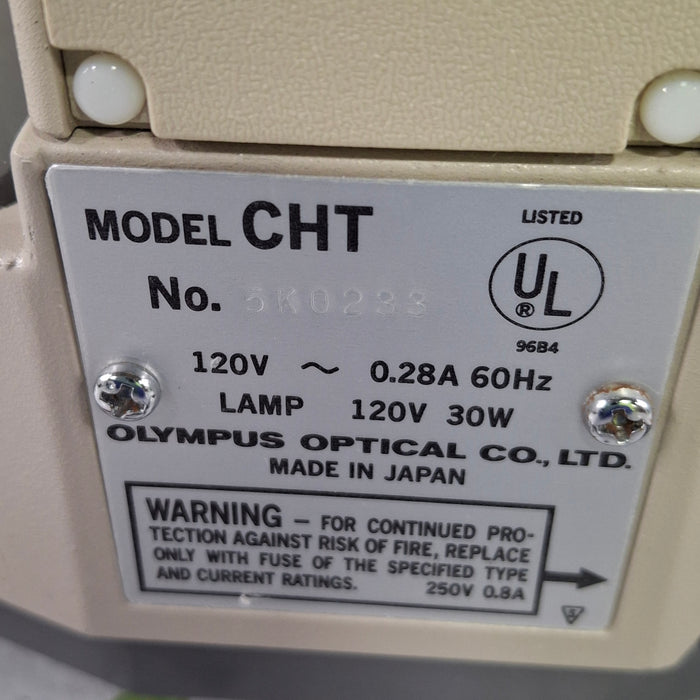 MODEL CHT
No. 5K0233
LISTED
UL
®
96B4
120V ~ 0.28A 60Hz
LAMP 120V 30W
OLYMPUS OPTICAL CO., LTD.
MADE IN JAPAN
WARNING – FOR CONTINUED PRO-
TECTION AGAINST RISK OF FIRE, REPLACE
ONLY WITH FUSE OF THE SPECIFIED TYPE
AND CURRENT RATINGS. 250V 0.8A